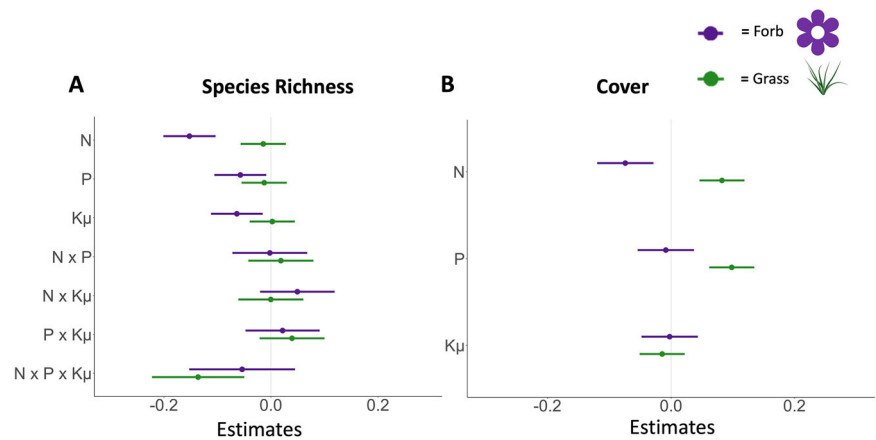 = Forb
= Grass
A
Species Richness
B
Cover
N
P
Kµ
N x P
N x Kµ
P x Kµ
N x P x Kµ
-0.2
0.0
0.2
Estimates
N
P
Kµ
-0.2
0.0
0.2
Estimates